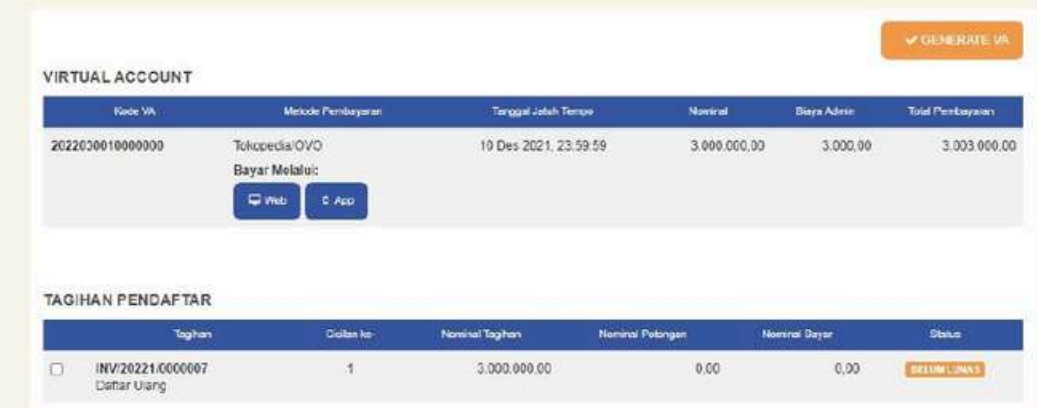 GENERATE VA
VIRTUAL ACCOUNT
Kode VA Metode Pembayaran Tanggal Jatuh Tempo Nominal Biaya Admin Total Pembayaran
2022030010000000 Tokopedia/OVO 10 Des 2021, 23:59:59 3.000.000,00 3.000,00 3.003.000,00
Bayar Melalui:
Web App
TAGIHAN PENDAFTAR
Tagihan Cicilan ke- Nominal Tagihan Nominal Potongan Nominal Bayar Status
INV/20221/0000007 1 3.000.000,00 0,00 0,00 BELUM LUNAS
Daftar Ulang